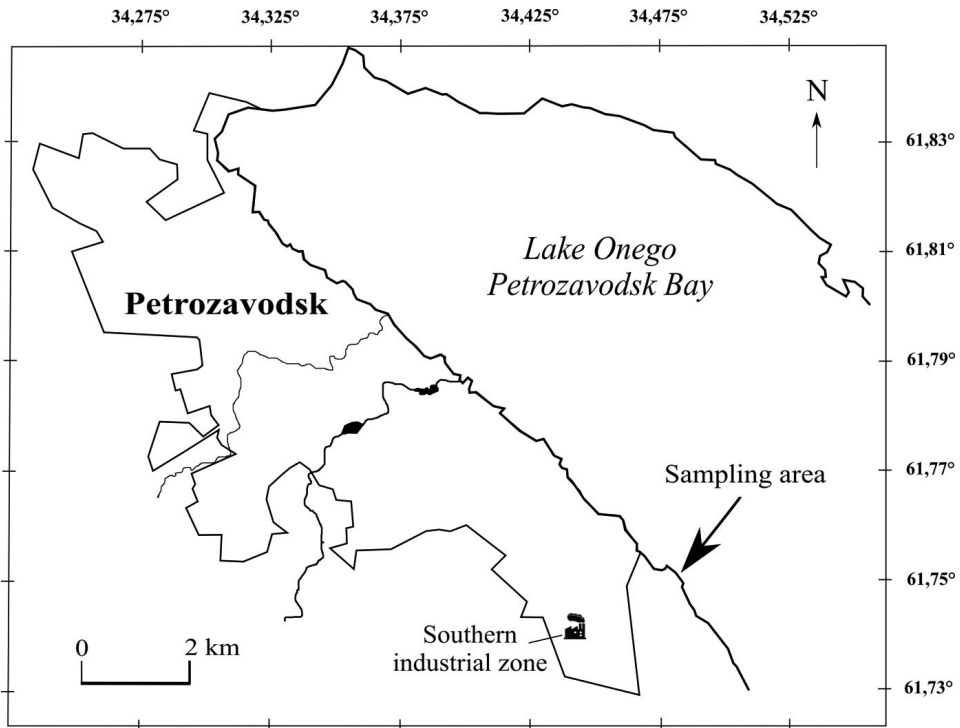 34,275° 34,325° 34,375° 34,425° 34,475° 34,525°
N
61,83°
Lake Onego
Petrozavodsk Bay
61,81°
Petrozavodsk
61,79°
Sampling area
61,77°
61,75°
Southern
industrial zone
0 2 km
61,73°